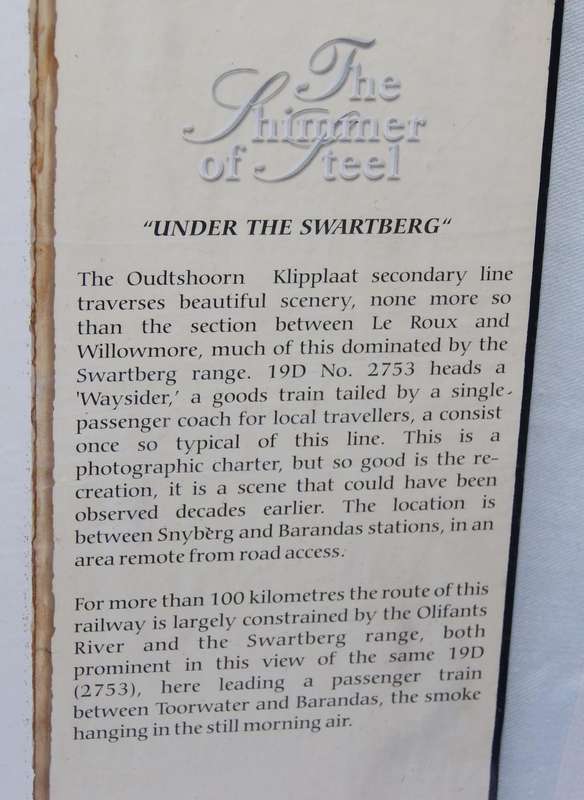 The
Shimmer
of Steel
“UNDER THE SWARTBERG“
The Oudtshoorn Klipplaat secondary line
traverses beautiful scenery, none more so
than the section between Le Roux and
Willowmore, much of this dominated by the
Swartberg range. 19D No. 2753 heads a
'Waysider,' a goods train tailed by a single
passenger coach for local travellers, a consist
once so typical of this line. This is a
photographic charter, but so good is the re-
creation, it is a scene that could have been
observed decades earlier. The location is
between Snyberg and Barandas stations, in an
area remote from road access.
For more than 100 kilometres the route of this
railway is largely constrained by the Olifants
River and the Swartberg range, both
prominent in this view of the same 19D
(2753), here leading a passenger train
between Toorwater and Barandas, the smoke
hanging in the still morning air.